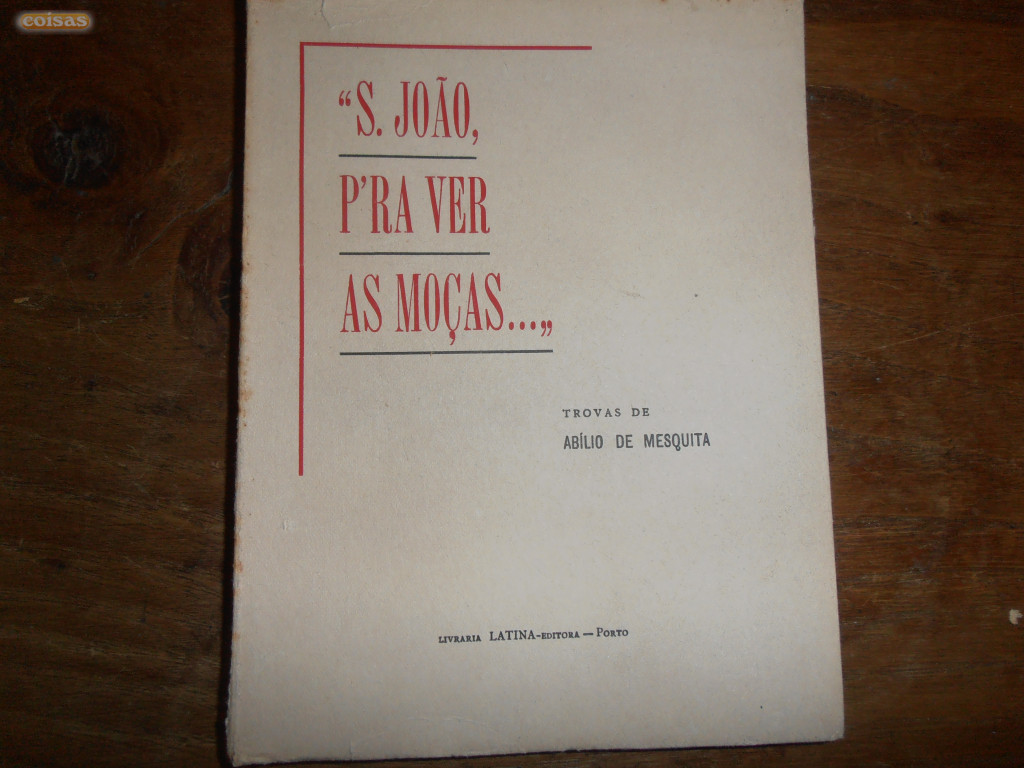 coisas
“S. JOÃO,
P'RA VER
AS MOÇAS...„
TROVAS DE
ABÍLIO DE MESQUITA
LIVRARIA LATINA-EDITORA — PORTO